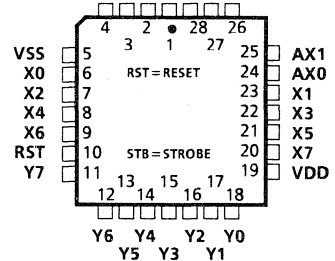 4 2 28 26
3 1 27
VSS 5 25 AX1
X0 6 RST=RESET 24 AX0
X2 7 23 X1
X4 8 22 X3
X6 9 21 X5
RST 10 STB=STROBE 20 X7
Y7 11 19 VDD
13 15 17
12 14 16 18
Y6 Y4 Y2 Y0
Y5 Y3 Y1